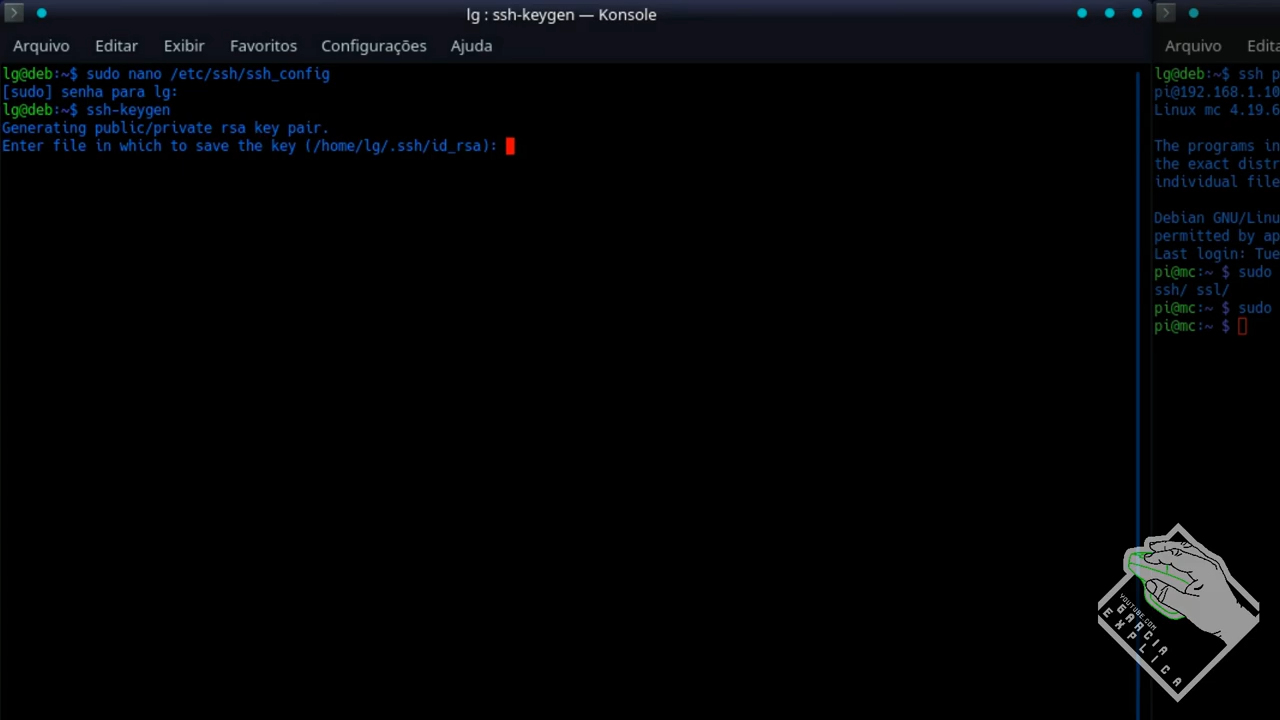 lg : ssh-keygen — Konsole
Arquivo Editar Exibir Favoritos Configurações Ajuda
lg@deb:~$ sudo nano /etc/ssh/ssh_config
[sudo] senha para lg:
lg@deb:~$ ssh-keygen
Generating public/private rsa key pair.
Enter file in which to save the key (/home/lg/.ssh/id_rsa):
Arquivo Edita
lg@deb:~$ ssh p
pi@192.168.1.10
Linux mc 4.19.6
The programs in
the exact distr
individual file
Debian GNU/Linu
permitted by ap
Last login: Tue
pi@mc:~ $ sudo
ssh/ ssl/
pi@mc:~ $ sudo
pi@mc:~ $
YOUTUBE.COM
GARCIA
EXPLICA